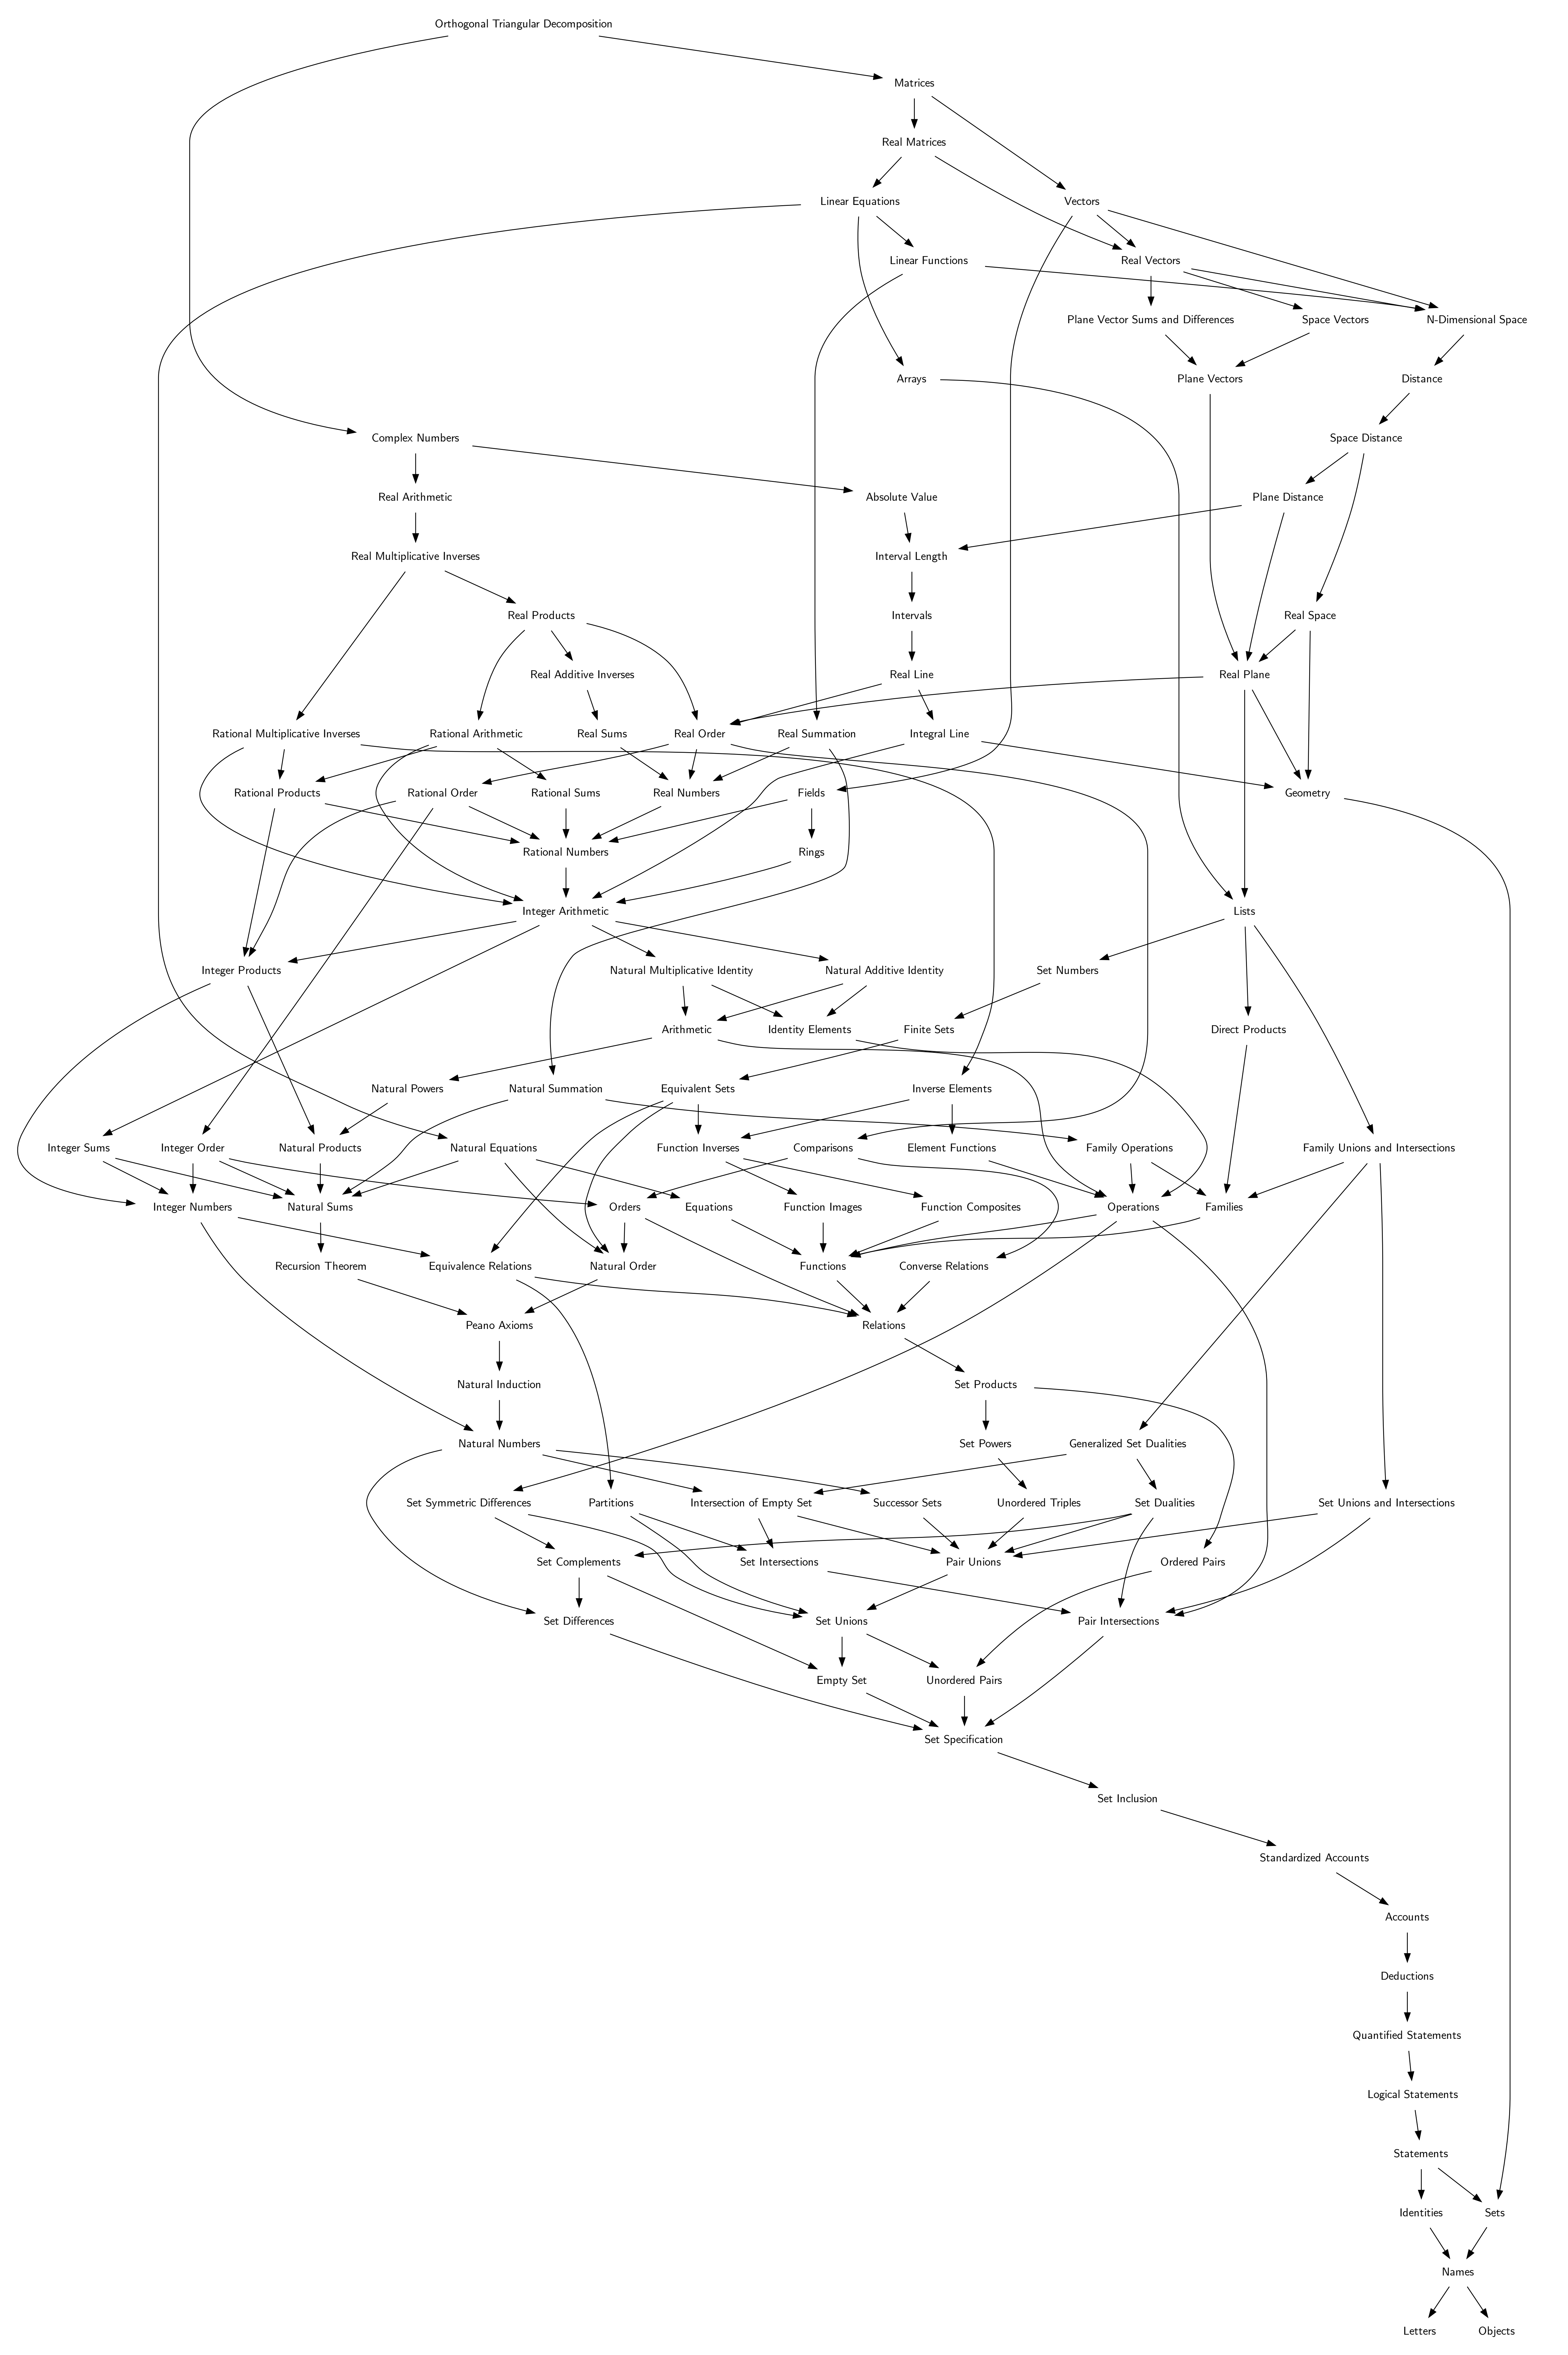 Orthogonal Triangular Decomposition
Matrices
Real Matrices
Linear Equations
Vectors
Linear Functions
Real Vectors
Plane Vector Sums and Differences
Space Vectors
N-Dimensional Space
Arrays
Plane Vectors
Distance
Complex Numbers
Space Distance
Real Arithmetic
Absolute Value
Plane Distance
Real Multiplicative Inverses
Interval Length
Real Products
Intervals
Real Space
Real Additive Inverses
Real Line
Real Plane
Rational Multiplicative Inverses
Rational Arithmetic
Real Sums
Real Order
Real Summation
Integral Line
Rational Products
Rational Order
Rational Sums
Real Numbers
Fields
Geometry
Rational Numbers
Rings
Integer Arithmetic
Lists
Integer Products
Natural Multiplicative Identity
Natural Additive Identity
Set Numbers
Arithmetic
Identity Elements
Finite Sets
Direct Products
Natural Powers
Natural Summation
Equivalent Sets
Inverse Elements
Integer Sums
Integer Order
Natural Products
Natural Equations
Function Inverses
Comparisons
Element Functions
Family Operations
Family Unions and Intersections
Integer Numbers
Natural Sums
Orders
Equations
Function Images
Function Composites
Operations
Families
Recursion Theorem
Equivalence Relations
Natural Order
Functions
Converse Relations
Peano Axioms
Relations
Natural Induction
Set Products
Natural Numbers
Set Powers
Generalized Set Dualities
Set Symmetric Differences
Partitions
Intersection of Empty Set
Successor Sets
Unordered Triples
Set Dualities
Set Unions and Intersections
Set Complements
Set Intersections
Pair Unions
Ordered Pairs
Set Differences
Set Unions
Pair Intersections
Empty Set
Unordered Pairs
Set Specification
Set Inclusion
Standardized Accounts
Accounts
Deductions
Quantified Statements
Logical Statements
Statements
Identities
Sets
Names
Letters
Objects